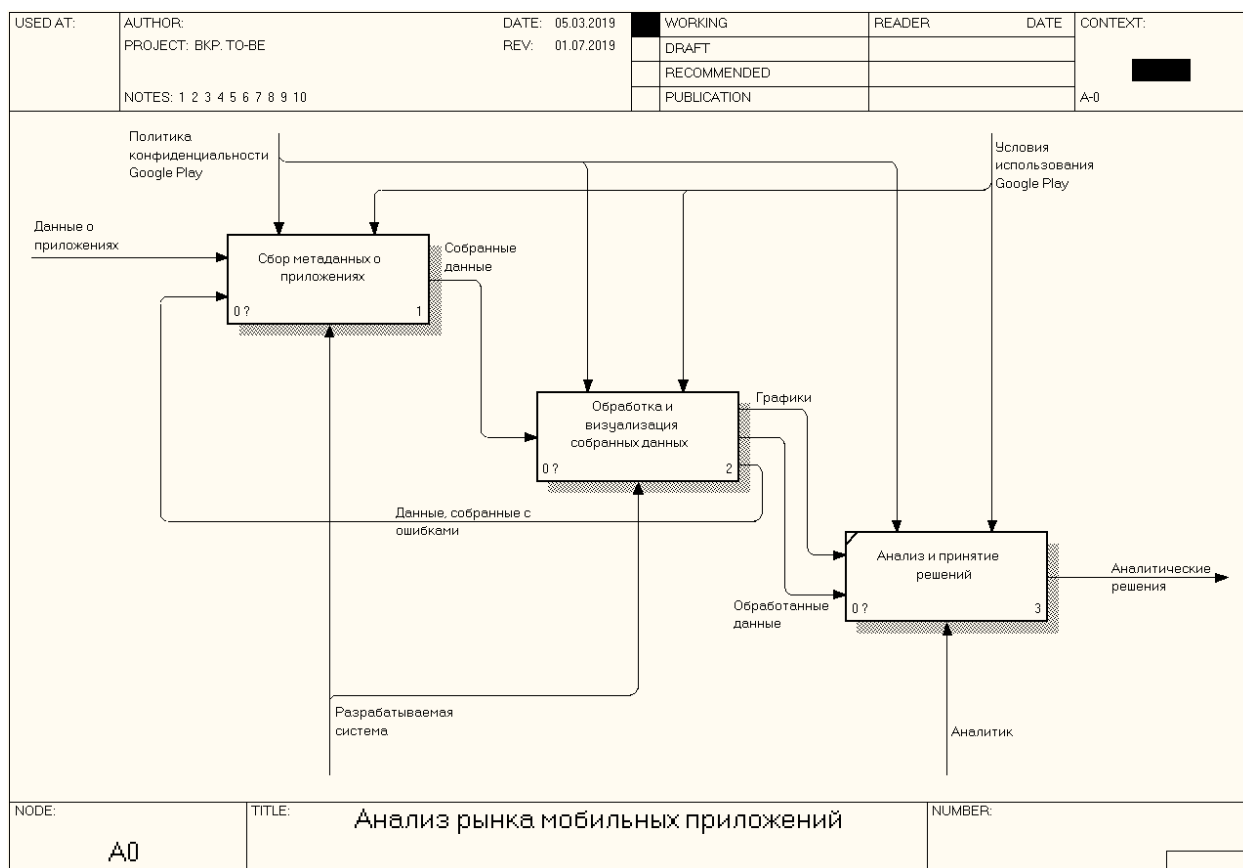 USED AT:
AUTHOR:
DATE: 05.03.2019
PROJECT: ВКР. TO-BE
REV: 01.07.2019
NOTES: 1 2 3 4 5 6 7 8 9 10
WORKING
DRAFT
RECOMMENDED
PUBLICATION
READER
DATE
CONTEXT:
A-0
Политика
конфиденциальности
Google Play
Условия
использования
Google Play
Данные о
приложениях
Сбор метаданных о
приложениях
0 ?
1
Собранные
данные
Обработка и
визуализация
собранных данных
0 ?
2
Графики
Данные, собранные с
ошибками
Анализ и принятие
решений
0 ?
3
Аналитические
решения
Обработанные
данные
Разрабатываемая
система
Аналитик
NODE:
A0
TITLE:
Анализ рынка мобильных приложений
NUMBER: